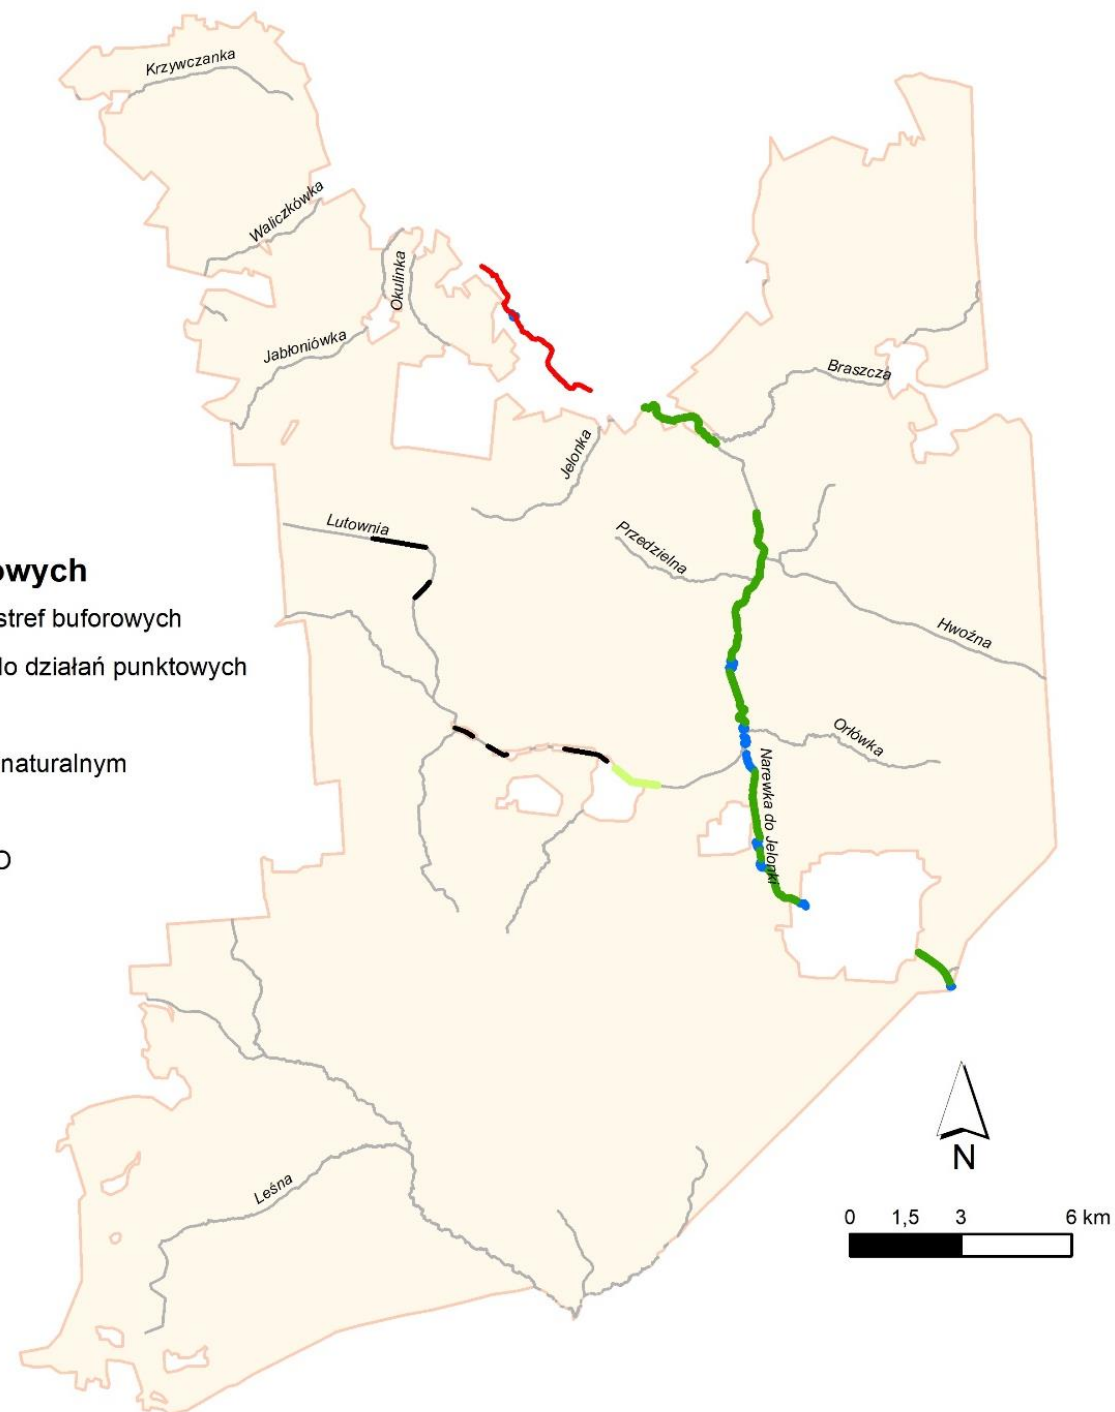 Krzywczanka
Waliczkówka
Okulinka
Jabłoniówka
Braszcza
Jelonka
Lutownia
Przedzielna
owych
stref buforowych
Hwoźna
do działań punktowych
Orłówka
naturalnym
Narewka do Jelonki
O
N
Leśna
0 1,5 3 6 km